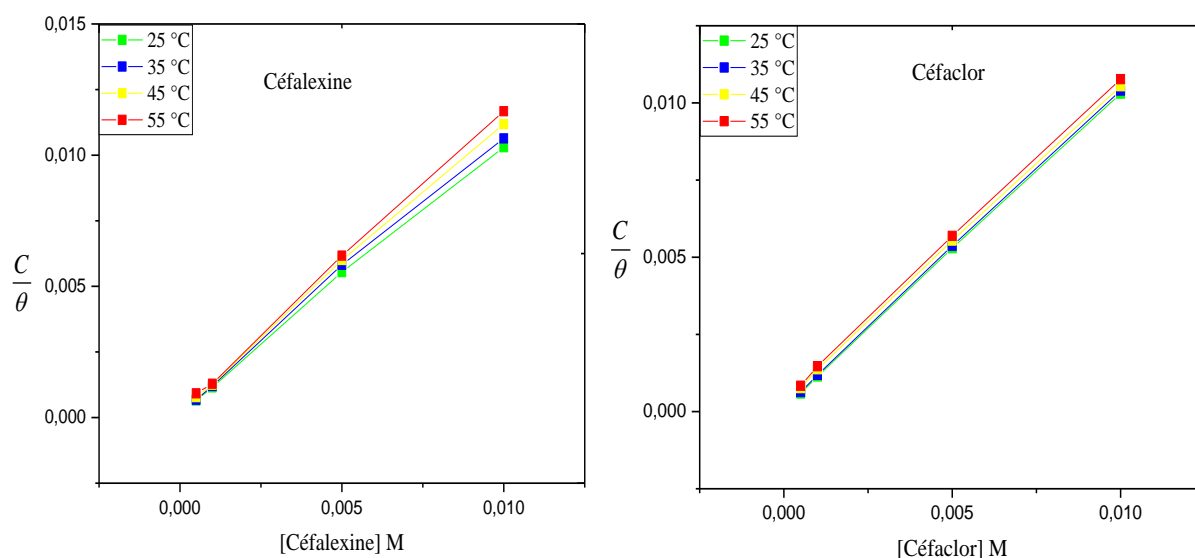 25 °C
35 °C
45 °C
55 °C
Céfalexine
0,015
0,010
0,005
0,000
C
θ
0,000 0,005 0,010
[Céfalexine] M
25 °C
35 °C
45 °C
55 °C
Céfaclor
0,010
0,005
0,000
C
θ
0,000 0,005 0,010
[Céfaclor] M